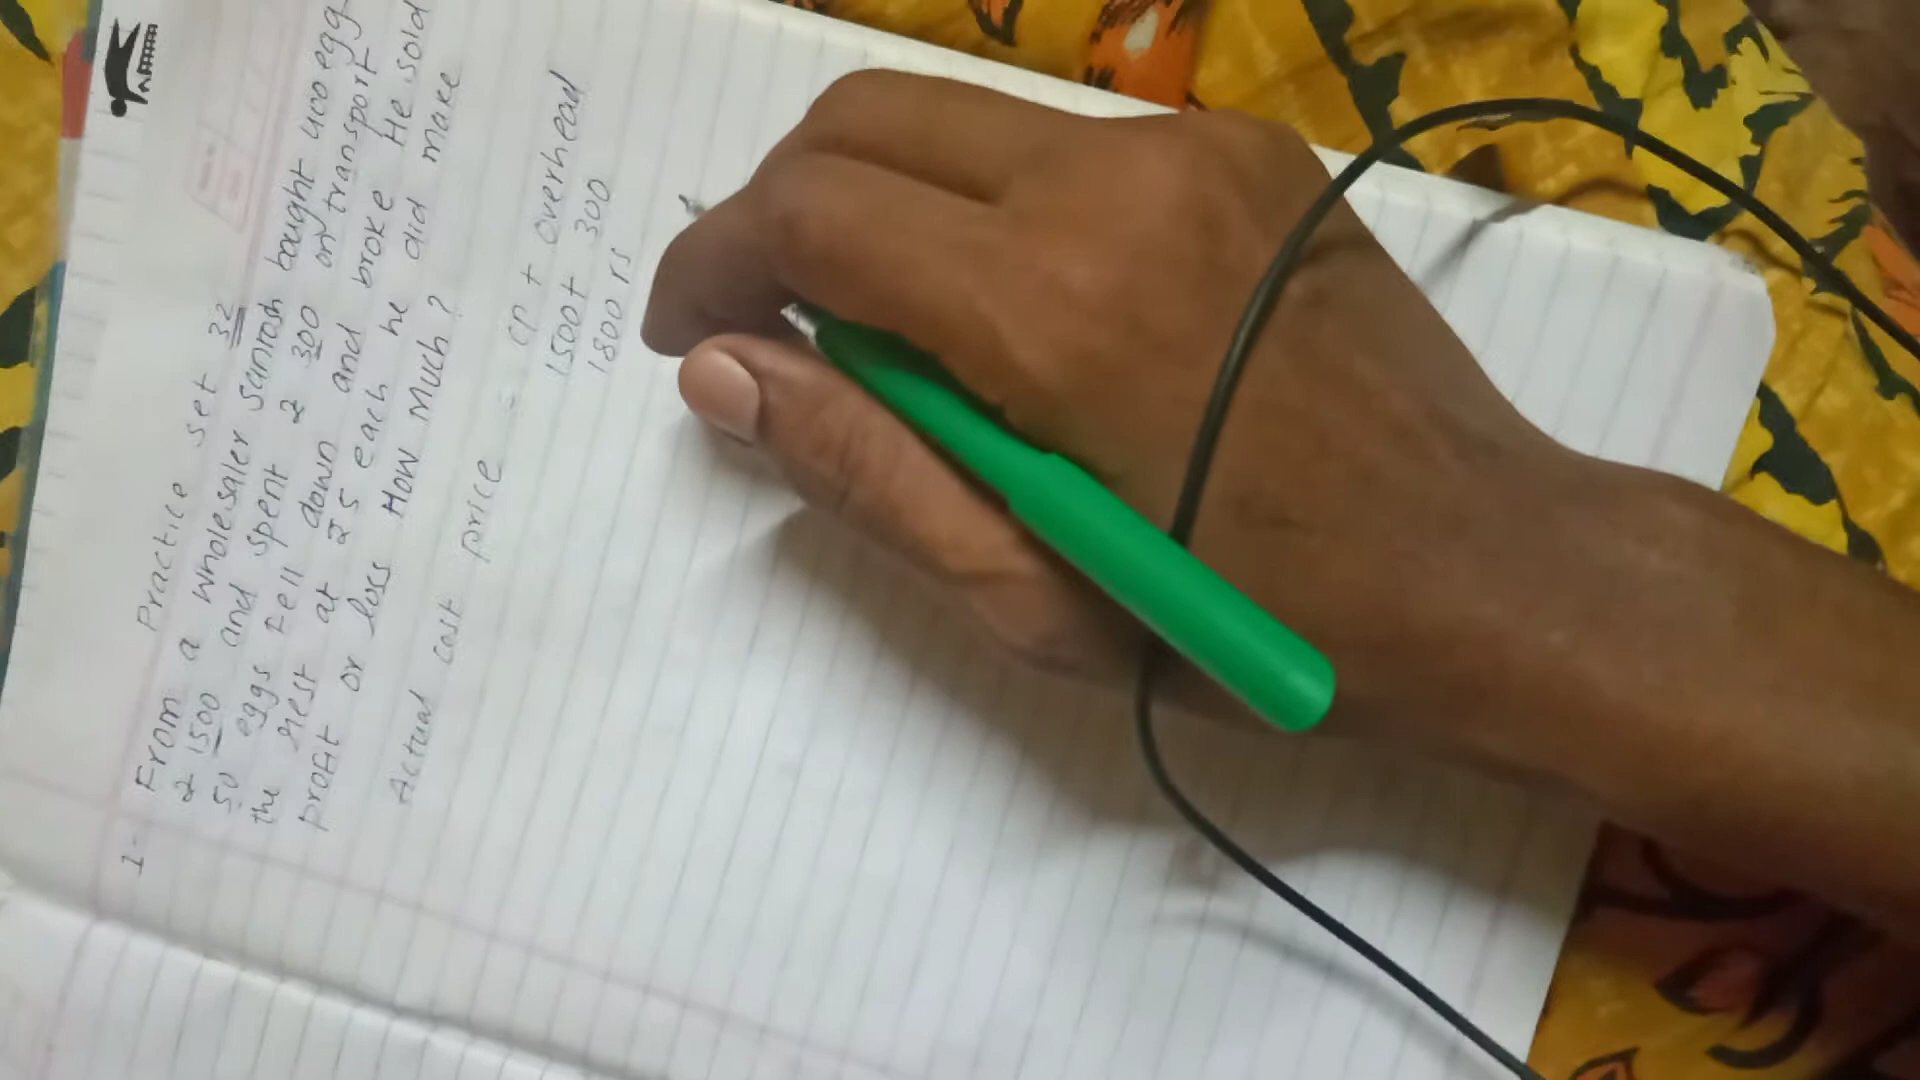 Practice set 32
1- From a wholesaler Santosh bought 400 egg
₹ 1500 and spent ₹ 300 on transport
50 eggs fell down and broke He sold
the rest at ₹ 5 each he did make
profit or loss How Much ?
Actual cost price = CP + overhead
1500 + 300
1800 rs